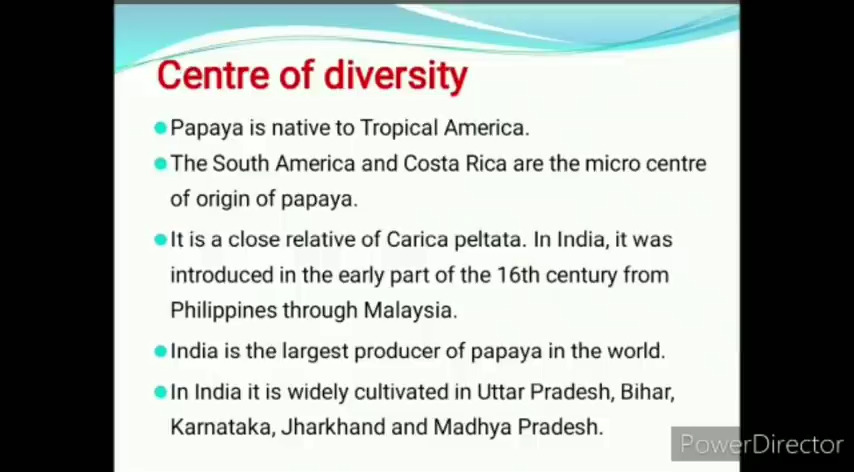 Centre of diversity
Papaya is native to Tropical America.
The South America and Costa Rica are the micro centre
of origin of papaya.
It is a close relative of Carica peltata. In India, it was
introduced in the early part of the 16th century from
Philippines through Malaysia.
India is the largest producer of papaya in the world.
In India it is widely cultivated in Uttar Pradesh, Bihar,
Karnataka, Jharkhand and Madhya Pradesh.
PowerDirector